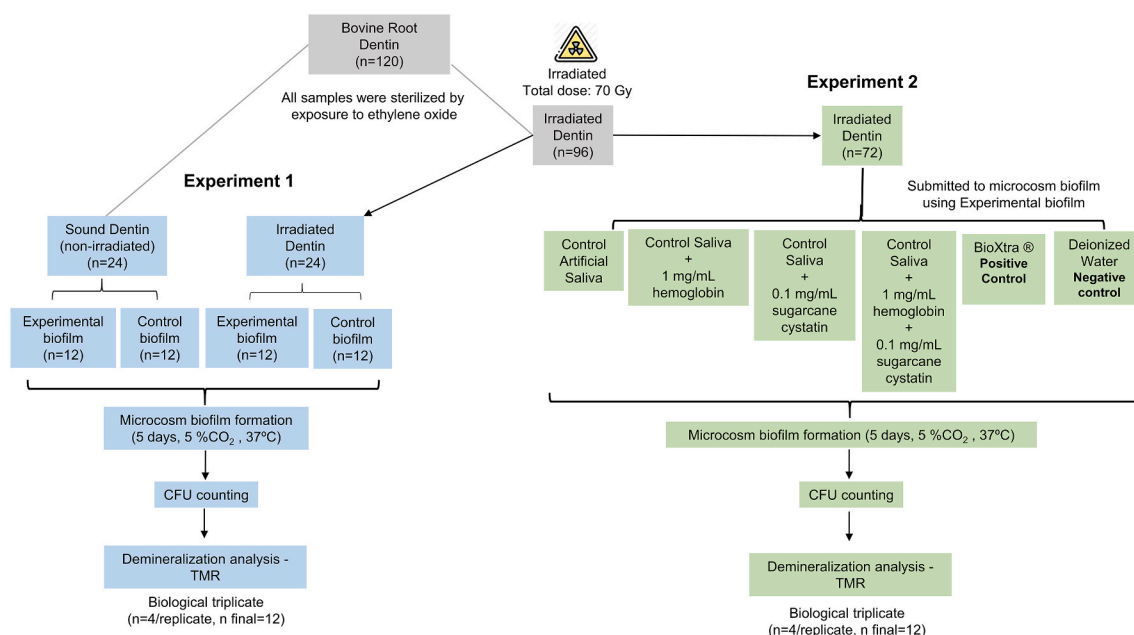 Bovine Root
Dentin
(n=120)
All samples were sterilized by
exposure to ethylene oxide
Irradiated
Total dose: 70 Gy
Irradiated
Dentin
(n=96)
Experiment 1
Sound Dentin
(non-irradiated)
(n=24)
Irradiated
Dentin
(n=24)
Experimental
biofilm
(n=12)
Control
biofilm
(n=12)
Experimental
biofilm
(n=12)
Control
biofilm
(n=12)
Microcosm biofilm formation
(5 days, 5 %CO₂ , 37ºC)
CFU counting
Demineralization analysis -
TMR
Biological triplicate
(n=4/replicate, n final=12)
Experiment 2
Irradiated
Dentin
(n=72)
Submitted to microcosm biofilm
using Experimental biofilm
Control
Artificial
Saliva
Control Saliva
+
1 mg/mL
hemoglobin
Control
Saliva
+
0.1 mg/mL
sugarcane
cystatin
Control
Saliva
+
1 mg/mL
hemoglobin
+
0.1 mg/mL
sugarcane
cystatin
BioXtra ®
Positive
Control
Deionized
Water
Negative
control
Microcosm biofilm formation (5 days, 5 %CO₂ , 37ºC)
CFU counting
Demineralization analysis -
TMR
Biological triplicate
(n=4/replicate, n final=12)